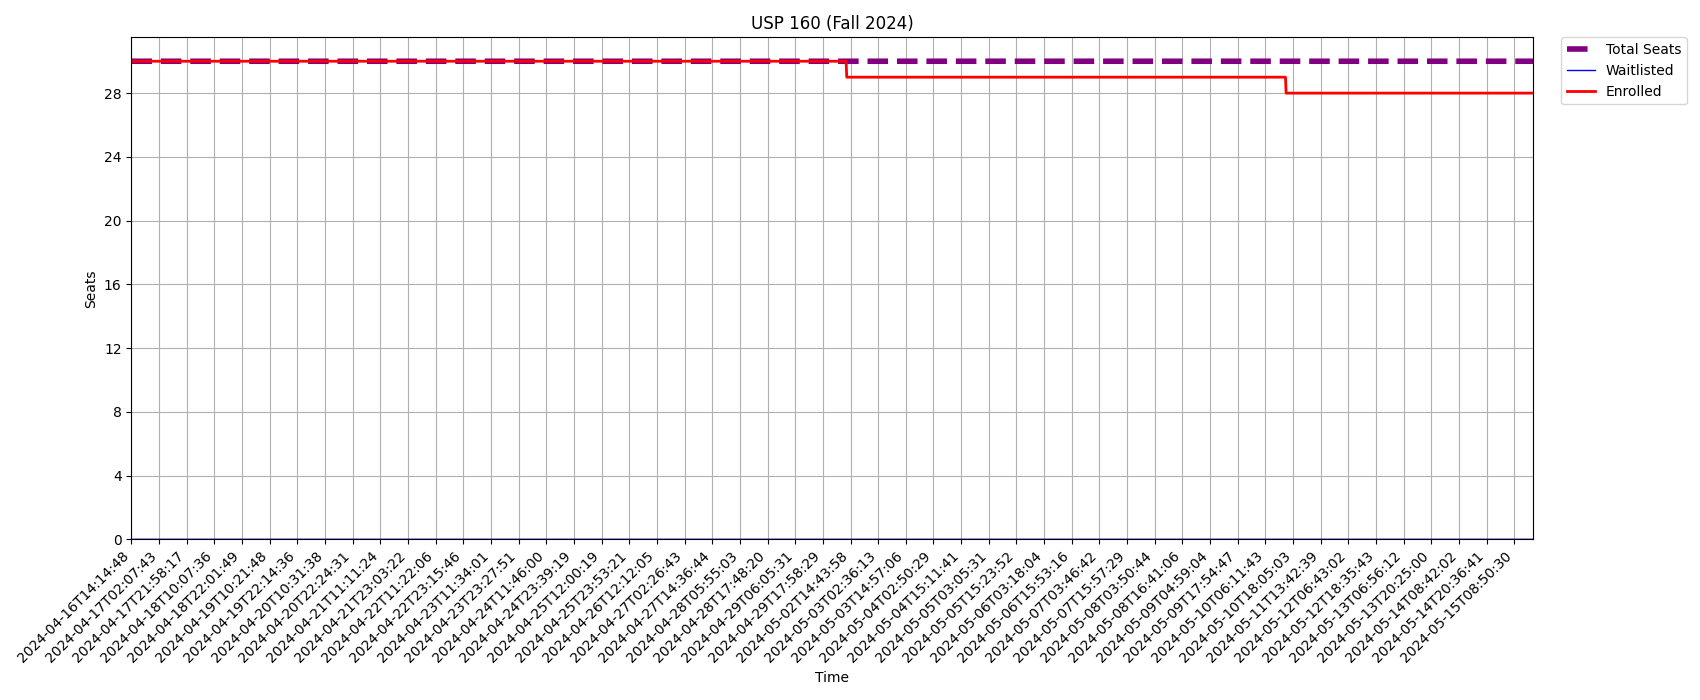 USP 160 (Fall 2024)
Total Seats
Waitlisted
Enrolled
Seats
28
24
20
16
12
8
4
0
2024-04-16T14:14:48
2024-04-17T02:07:43
2024-04-17T21:58:17
2024-04-18T10:07:36
2024-04-18T22:01:49
2024-04-19T10:21:48
2024-04-19T22:14:36
2024-04-20T10:31:38
2024-04-20T22:24:31
2024-04-21T11:11:24
2024-04-21T23:03:22
2024-04-22T11:22:06
2024-04-22T23:15:46
2024-04-23T11:34:01
2024-04-23T23:27:51
2024-04-24T11:46:00
2024-04-24T23:39:19
2024-04-25T12:00:19
2024-04-25T23:53:21
2024-04-26T12:12:05
2024-04-27T02:26:43
2024-04-27T14:36:44
2024-04-28T05:55:03
2024-04-28T17:48:20
2024-04-29T06:05:31
2024-04-29T17:58:29
2024-05-02T14:43:58
2024-05-03T02:36:13
2024-05-03T14:57:06
2024-05-04T02:50:29
2024-05-04T15:11:41
2024-05-05T03:05:31
2024-05-05T15:23:52
2024-05-06T03:18:04
2024-05-06T15:53:16
2024-05-07T03:46:42
2024-05-07T15:57:29
2024-05-08T03:50:44
2024-05-08T16:41:06
2024-05-09T04:59:04
2024-05-09T17:54:47
2024-05-10T06:11:43
2024-05-10T18:05:03
2024-05-11T13:42:39
2024-05-12T06:43:02
2024-05-12T18:35:43
2024-05-13T06:56:12
2024-05-13T20:25:00
2024-05-14T08:42:02
2024-05-14T20:36:41
2024-05-15T08:50:30
Time